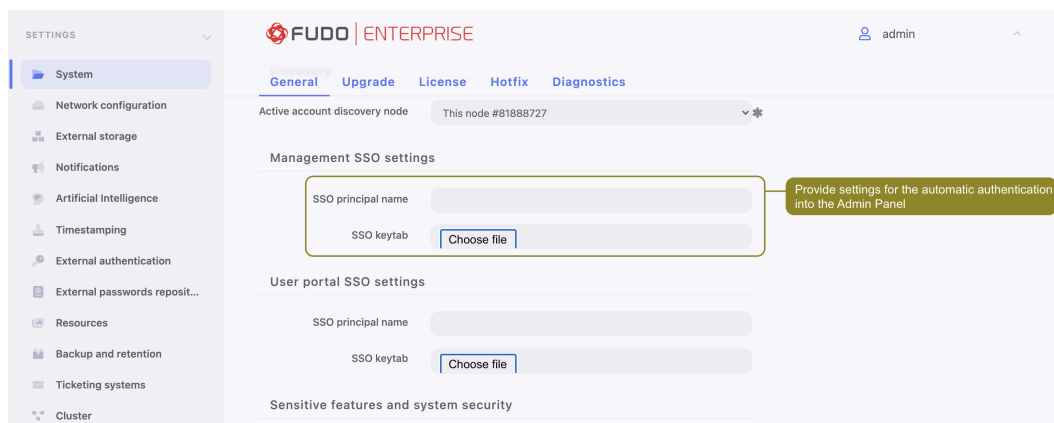 SETTINGS
FUDO ENTERPRISE
admin
System
Network configuration
External storage
Notifications
Artificial Intelligence
Timestamping
External authentication
External passwords reposit...
Resources
Backup and retention
Ticketing systems
Cluster
Discovery
General Upgrade License Hotfix Diagnostics
Active account discovery node This node #81888727
Management SSO settings
SSO principal name
SSO keytab Choose file
Provide settings for the automatic authentication
into the Admin Panel
User portal SSO settings
SSO principal name
SSO keytab Choose file
Sensitive features and system security